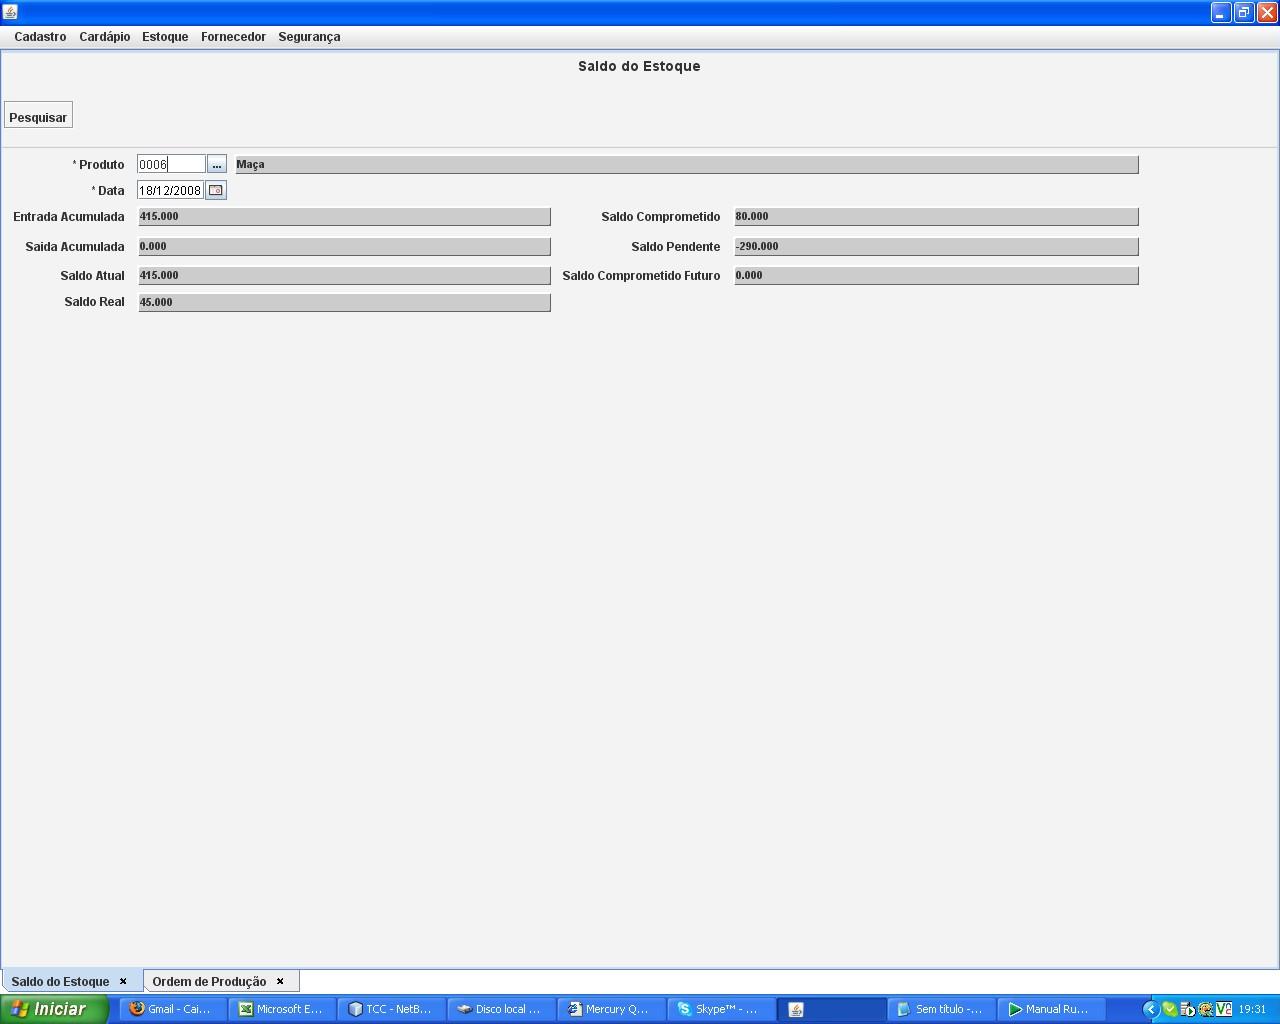 Cadastro Cardápio Estoque Fornecedor Segurança
Saldo do Estoque
Pesquisar
* Produto 0006 ... Maça
* Data 18/12/2008
Entrada Acumulada 415.000 Saldo Comprometido 80.000
Saida Acumulada 0.000 Saldo Pendente -290.000
Saldo Atual 415.000 Saldo Comprometido Futuro 0.000
Saldo Real 45.000
Saldo do Estoque × Ordem de Produção ×
Iniciar Gmail - Cai... Microsoft E... TCC - NetB... Disco local ... Mercury Q... Skype™ - ... Sem título -... Manual Ru... 19:31